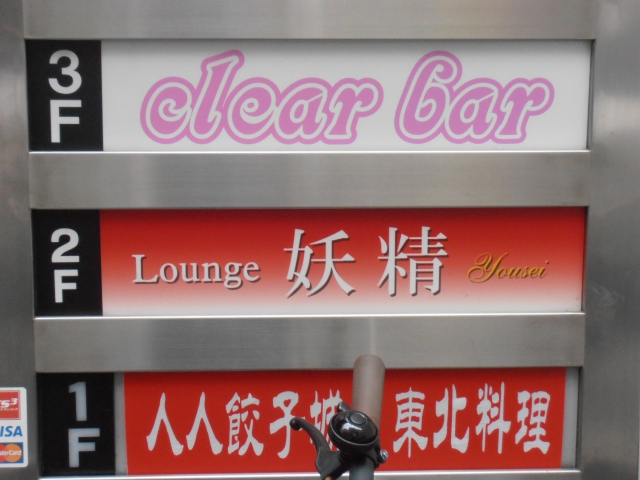 3F clear bar
2F Lounge 妖精 Yousei
1F 人人餃子城 東北料理
VISA
MasterCard